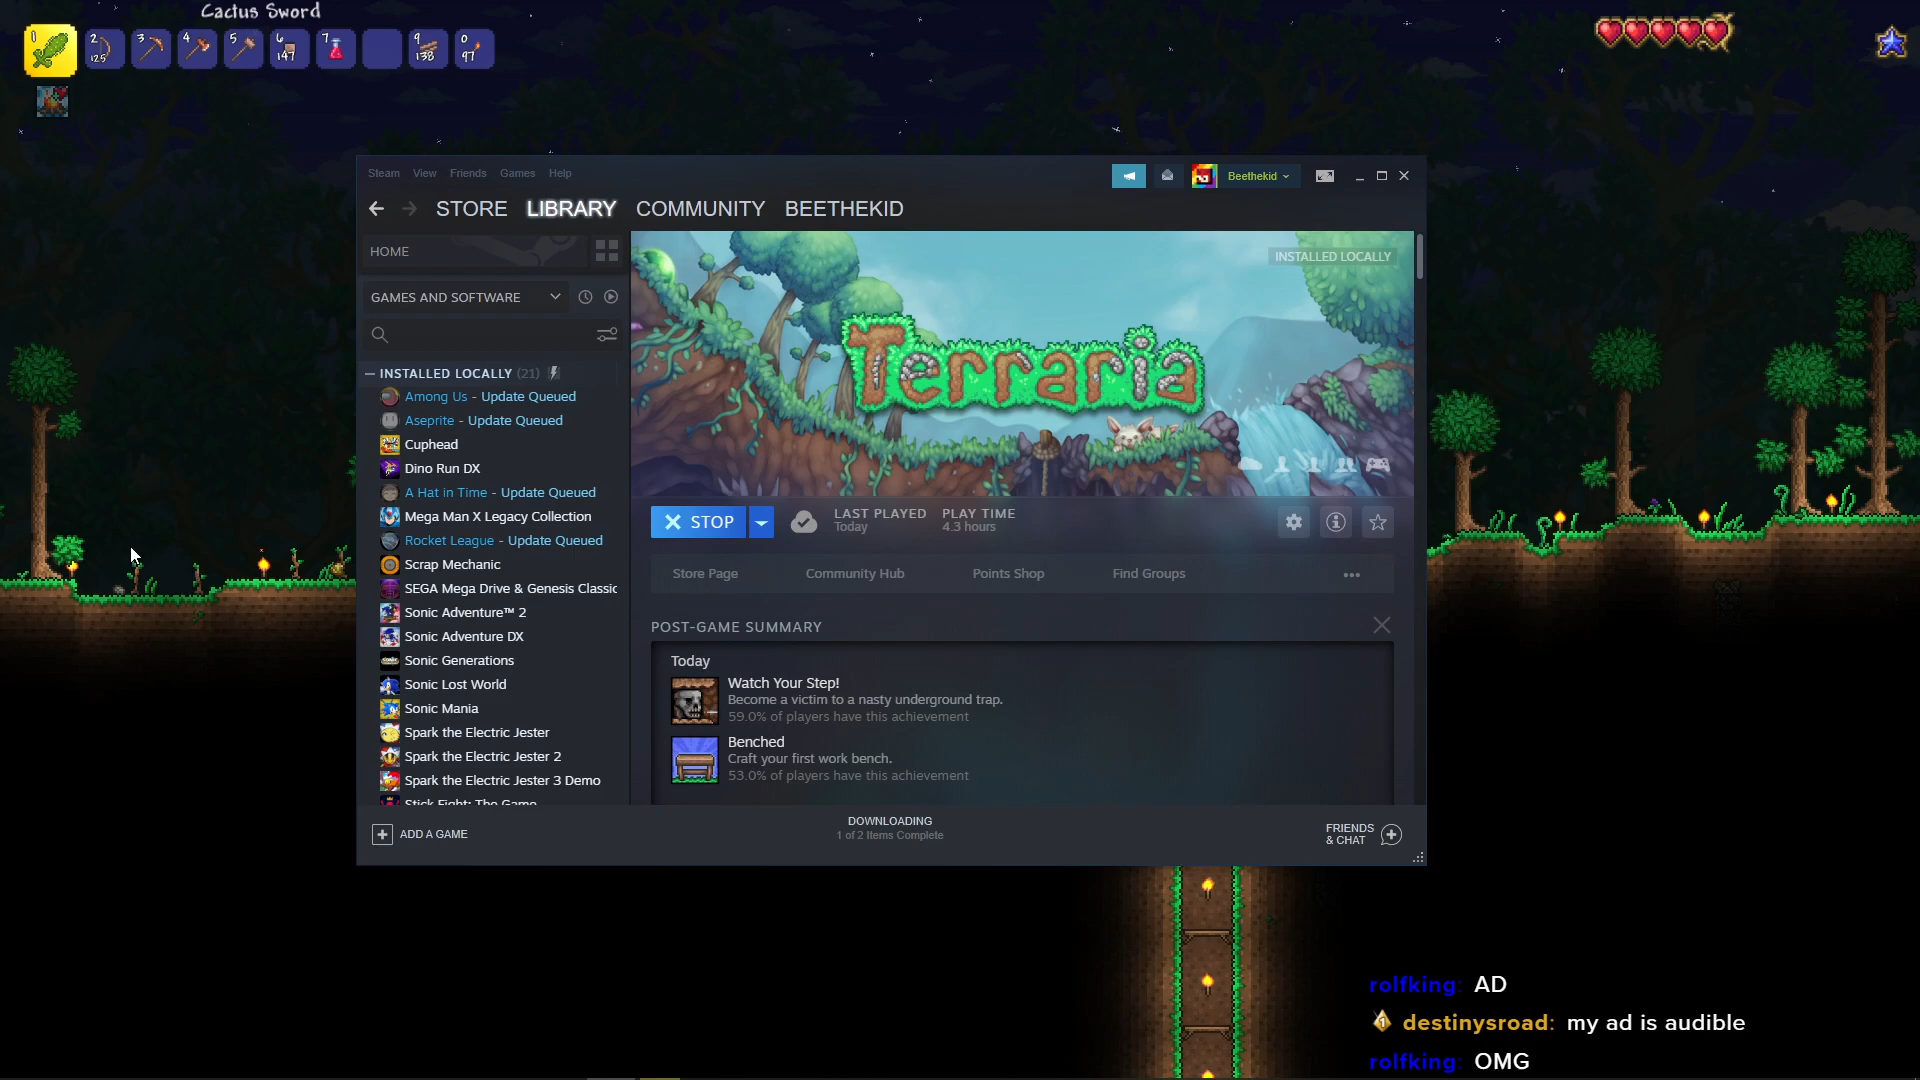 Cactus Sword
1
2
125
3
4
5
6
147
7
9
138
0
97
Steam View Friends Games Help
Beethekid
STORE LIBRARY COMMUNITY BEETHEKID
HOME
INSTALLED LOCALLY
GAMES AND SOFTWARE
Terraria
INSTALLED LOCALLY (21)
Among Us - Update Queued
Aseprite - Update Queued
Cuphead
Dino Run DX
A Hat in Time - Update Queued
Mega Man X Legacy Collection
Rocket League - Update Queued
Scrap Mechanic
SEGA Mega Drive & Genesis Classic
Sonic Adventure™ 2
Sonic Adventure DX
Sonic Generations
Sonic Lost World
Sonic Mania
Spark the Electric Jester
Spark the Electric Jester 2
Spark the Electric Jester 3 Demo
Stick Fight: The Game
STOP
LAST PLAYED
Today
PLAY TIME
4.3 hours
Store Page Community Hub Points Shop Find Groups
POST-GAME SUMMARY
Today
Watch Your Step!
Become a victim to a nasty underground trap.
59.0% of players have this achievement
Benched
Craft your first work bench.
53.0% of players have this achievement
ADD A GAME
DOWNLOADING
1 of 2 Items Complete
FRIENDS
& CHAT
rolfking: AD
1 destinysroad: my ad is audible
rolfking: OMG